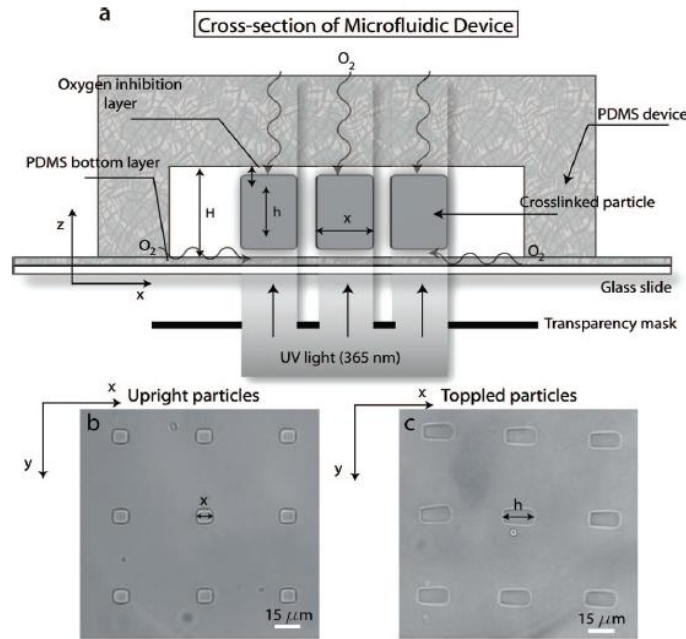 a
Cross-section of Microfluidic Device
O2
Oxygen inhibition
layer
PDMS device
PDMS bottom layer
H
h
x
Crosslinked particle
z
O2
O2
x
Glass slide
Transparency mask
UV light (365 nm)
x
Upright particles
x
Toppled particles
b
c
y
y
x
h
15 μm
15 μm